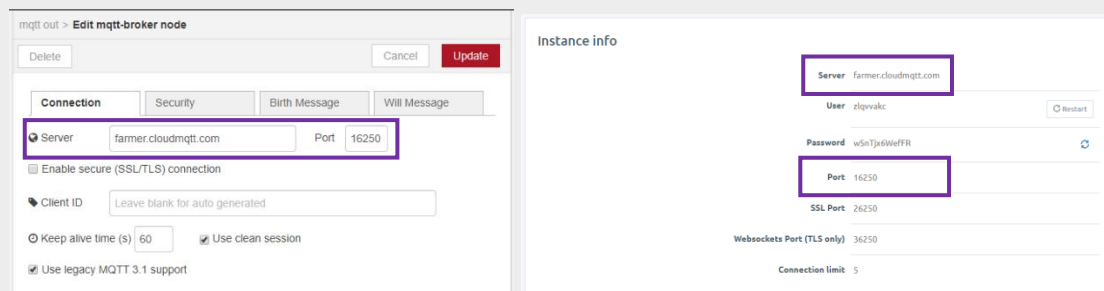 mqtt out > Edit mqtt-broker node
Delete
Cancel
Update
Connection
Security
Birth Message
Will Message
Server farmer.cloudmqtt.com Port 16250
Enable secure (SSL/TLS) connection
Client ID Leave blank for auto generated
Keep alive time (s) 60 Use clean session
Use legacy MQTT 3.1 support
Instance info
Server farmer.cloudmqtt.com
User zlqvvakc
Restart
Password wSnTjx6WefFR
Port 16250
SSL Port 26250
Websockets Port (TLS only) 36250
Connection limit 5